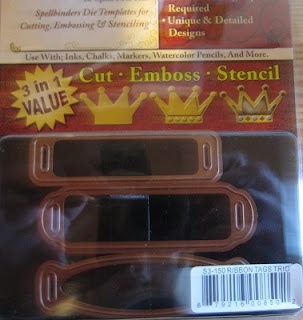 Spellbinders Die Templates for
Cutting, Embossing & Stenciling
Required
• Unique & Detailed
Designs
Use With; Inks, Chalks, Markers, Watercolor Pencils, And More.
3 in 1
VALUE
Cut • Emboss • Stencil
S3-150 RIBBON TAGS TRIO